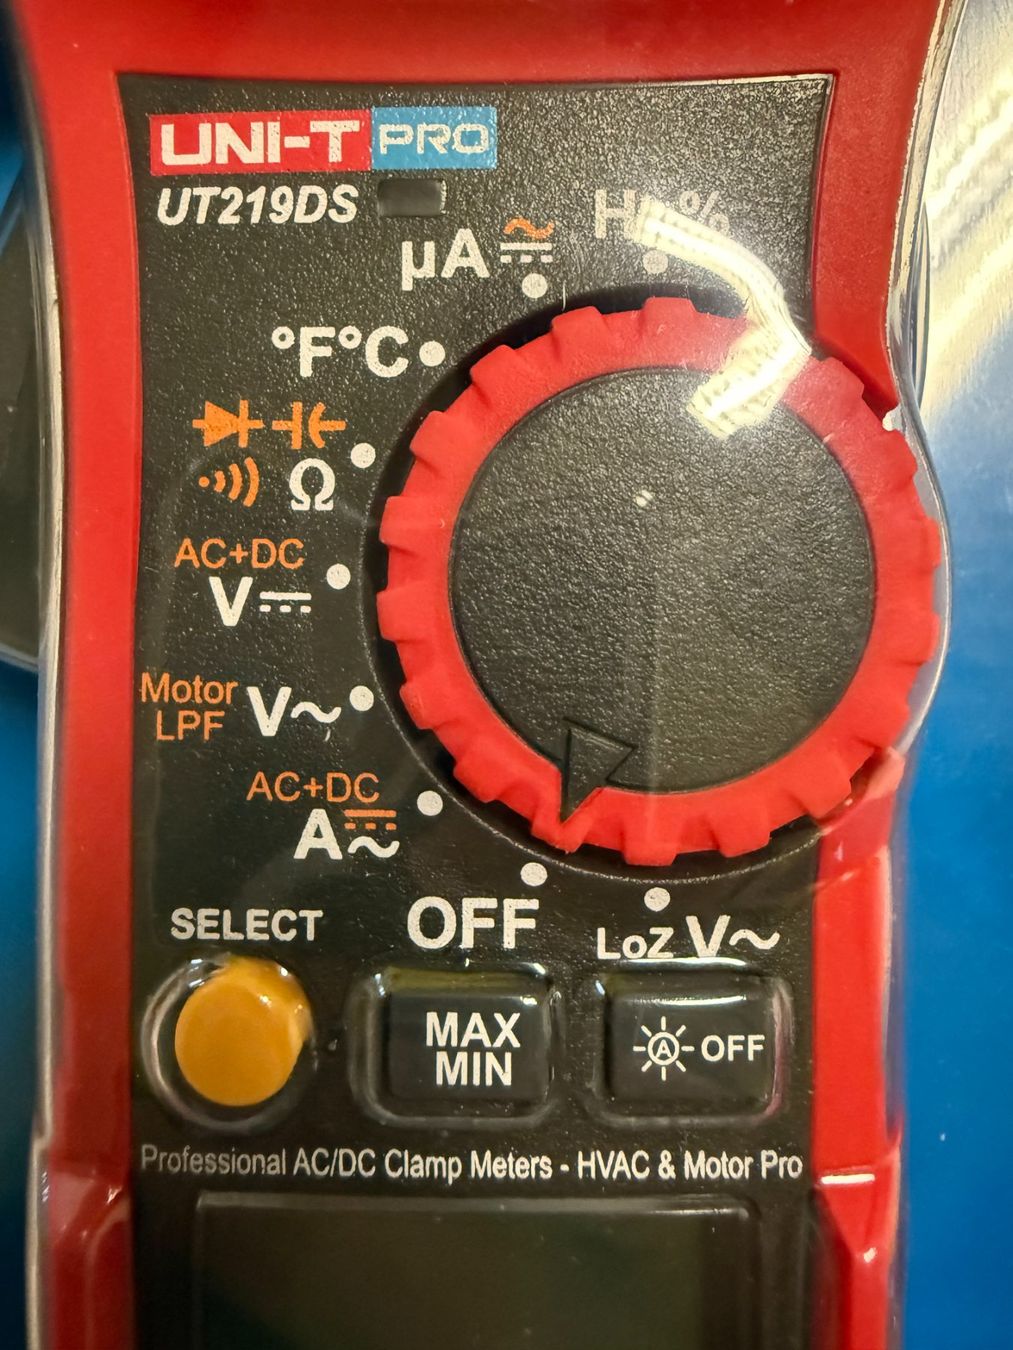 UNI-T PRO
UT219DS
µA
Hz %
°F°C
Ω
AC+DC
V
Motor
LPF V~
AC+DC
A
OFF
LoZ V~
SELECT
MAX
MIN
A OFF
Professional AC/DC Clamp Meters - HVAC & Motor Pro